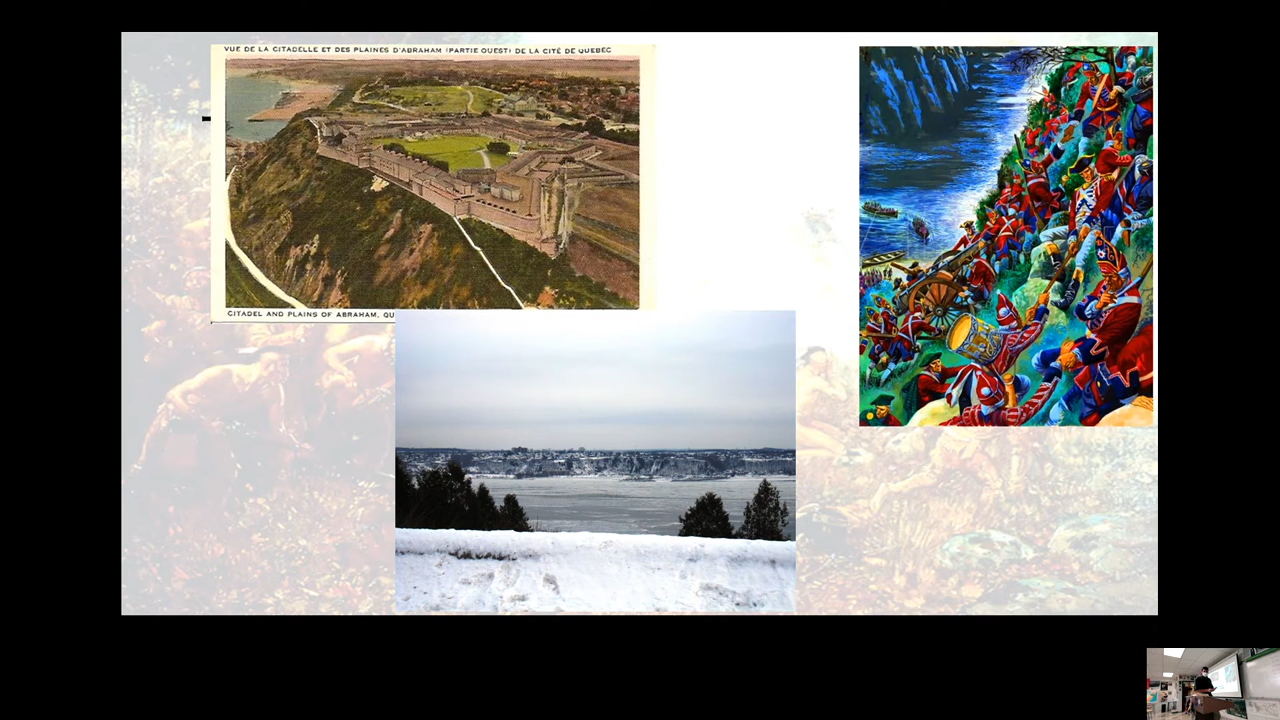 VUE DE LA CITADELLE ET DES PLAINES D'ABRAHAM (PARTIE OUEST) DE LA CITÉ DE QUEBEC
CITADEL AND PLAINS OF ABRAHAM, QU